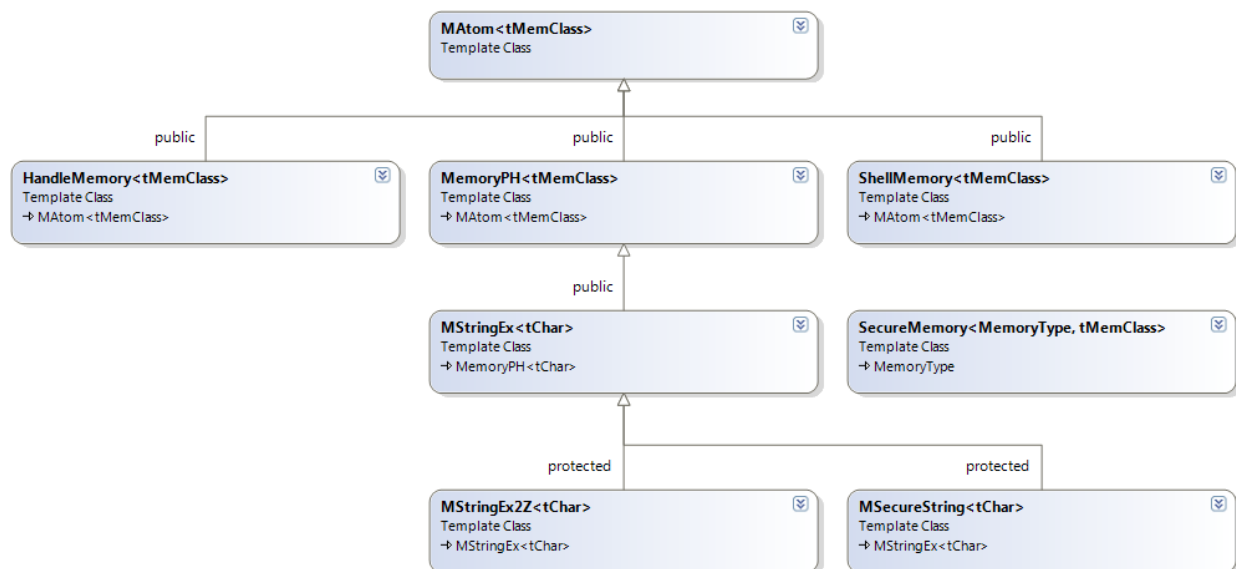 MAtom<tMemClass>
Template Class
public
public
public
HandleMemory<tMemClass>
Template Class
MAtom<tMemClass>
MemoryPH<tMemClass>
Template Class
MAtom<tMemClass>
ShellMemory<tMemClass>
Template Class
MAtom<tMemClass>
public
MStringEx<tChar>
Template Class
MemoryPH<tChar>
SecureMemory<MemoryType, tMemClass>
Template Class
MemoryType
protected
protected
MStringEx2Z<tChar>
Template Class
MStringEx<tChar>
MSecureString<tChar>
Template Class
MStringEx<tChar>